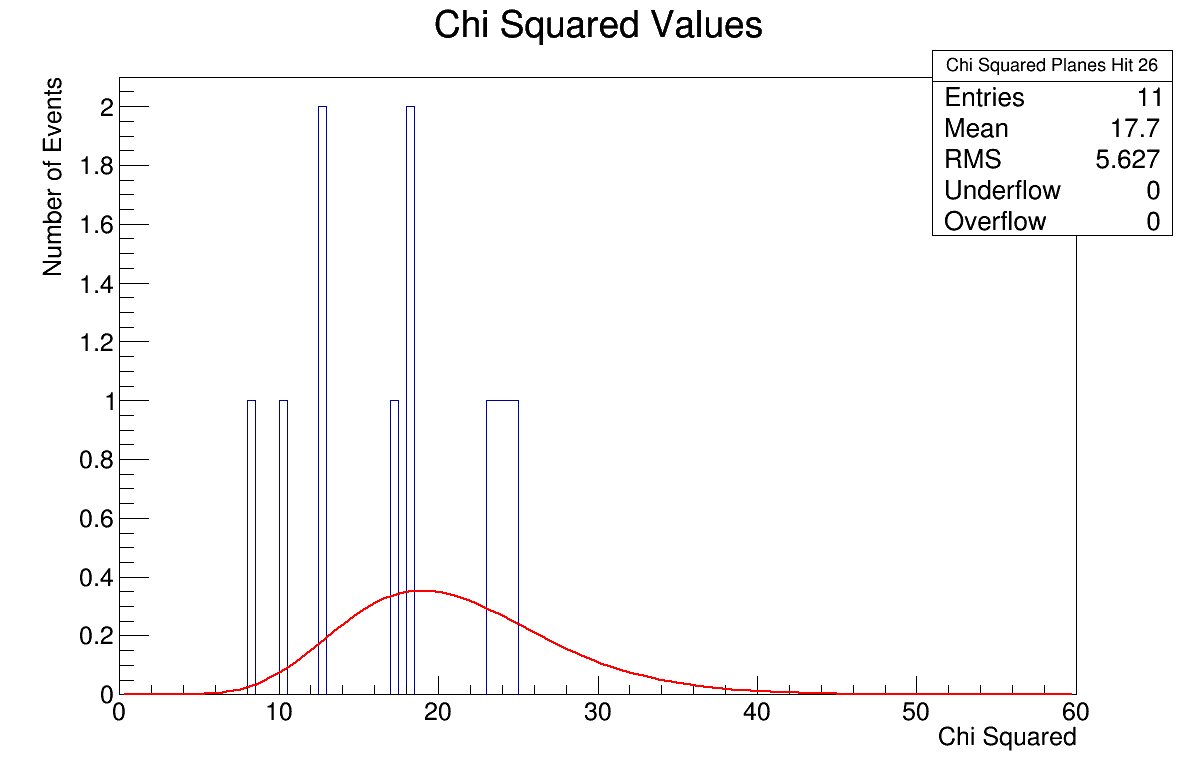 Chi Squared Values
Chi Squared Planes Hit 26
Entries 11
Mean 17.7
RMS 5.627
Underflow 0
Overflow 0
Number of Events
2
1.8
1.6
1.4
1.2
1
0.8
0.6
0.4
0.2
0
0 10 20 30 40 50 60
Chi Squared